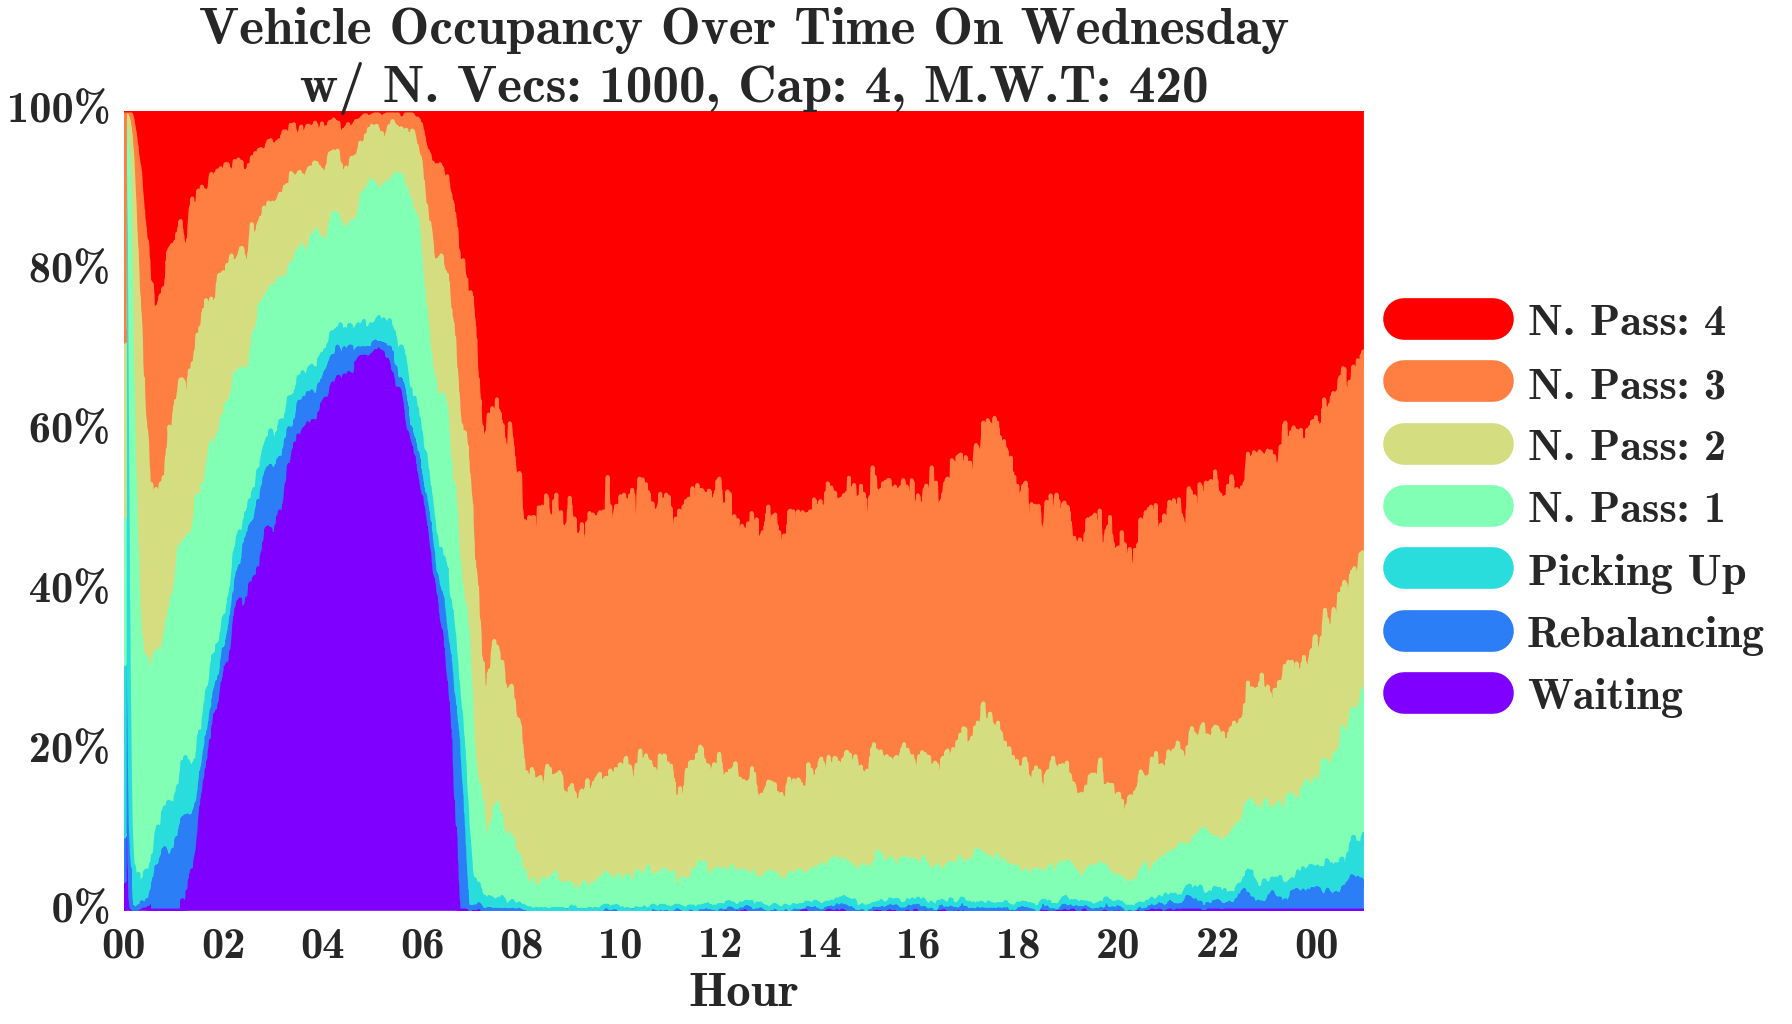 Vehicle Occupancy Over Time On Wednesday
w/ N. Vecs: 1000, Cap: 4, M.W.T: 420
100%
80%
60%
40%
20%
0%
00 02 04 06 08 10 12 14 16 18 20 22 00
Hour
N. Pass: 4
N. Pass: 3
N. Pass: 2
N. Pass: 1
Picking Up
Rebalancing
Waiting